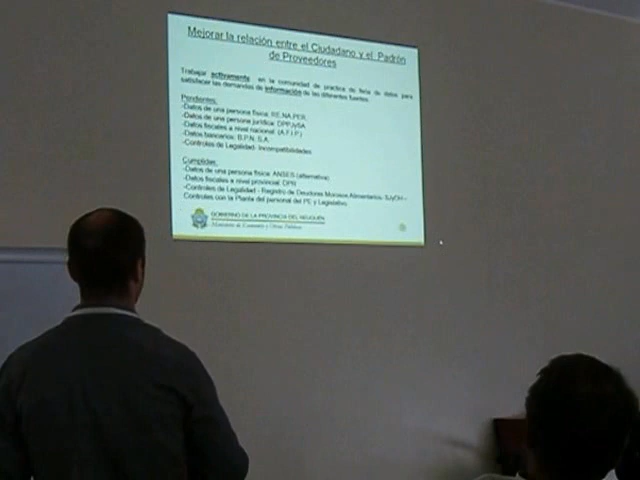 Mejorar la relación entre el Ciudadano y el Padrón
de Proveedores
Trabajar activamente en la comunidad de practica de feria de datos para
satisfacer las demandas de información de las diferentes fuentes.
Pendientes:
-Datos de una persona física: RE.NA.PER.
-Datos de una persona jurídica: DPPJySA
-Datos fiscales a nivel nacional: (A.F.I.P.)
-Datos bancarios: B.P.N. S.A.
-Controles de Legalidad- Incompatibilidades
Cumplidas:
-Datos de una persona física: ANSES (alternativa)
-Datos fiscales a nivel provincial: DPR
-Controles de Legalidad - Registro de Deudores Morosos Alimentarios- SJyDH –
Controles con la Planta del personal del PE y Legislativo
GOBIERNO DE LA PROVINCIA DEL NEUQUÉN
Ministerio de Economía y Obras Públicas